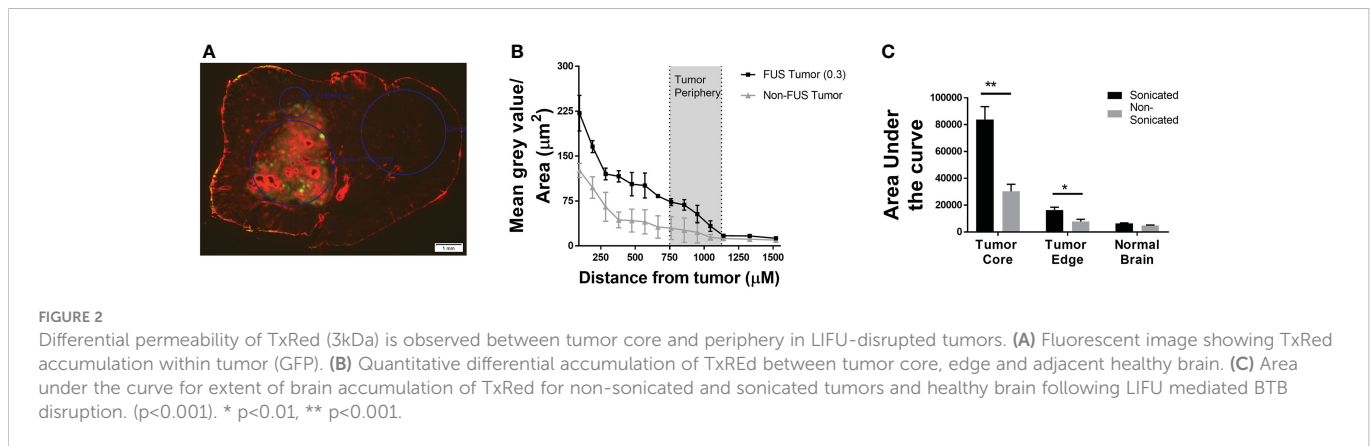 A
1 mm
B
Mean grey value/
Area (μm²)
300
225
150
75
0
Tumor
Periphery
FUS Tumor (0.3)
Non-FUS Tumor
250 500 750 1000 1250 1500
Distance from tumor (μM)
C
Area Under
the curve
100000
80000
60000
40000
20000
0
**
*
Sonicated
Non-
Sonicated
Tumor Tumor Normal
Core Edge Brain
FIGURE 2
Differential permeability of TxRed (3kDa) is observed between tumor core and periphery in LIFU-disrupted tumors. (A) Fluorescent image showing TxRed
accumulation within tumor (GFP). (B) Quantitative differential accumulation of TxREd between tumor core, edge and adjacent healthy brain. (C) Area
under the curve for extent of brain accumulation of TxRed for non-sonicated and sonicated tumors and healthy brain following LIFU mediated BTB
disruption. (p<0.001). * p<0.01, ** p<0.001.